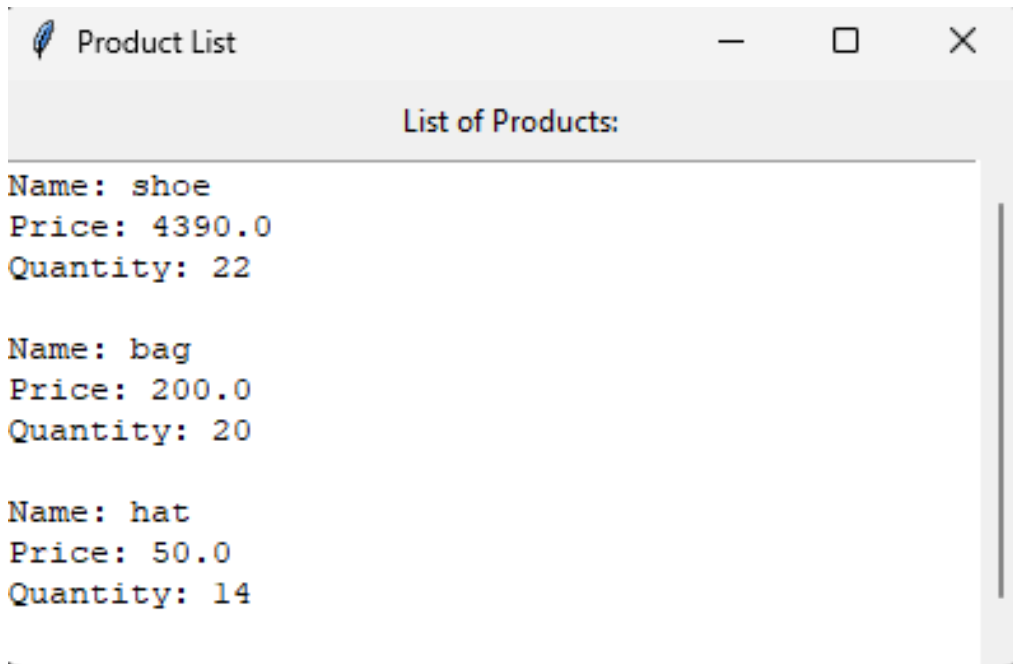 Product List
List of Products:
Name: shoe
Price: 4390.0
Quantity: 22
Name: bag
Price: 200.0
Quantity: 20
Name: hat
Price: 50.0
Quantity: 14